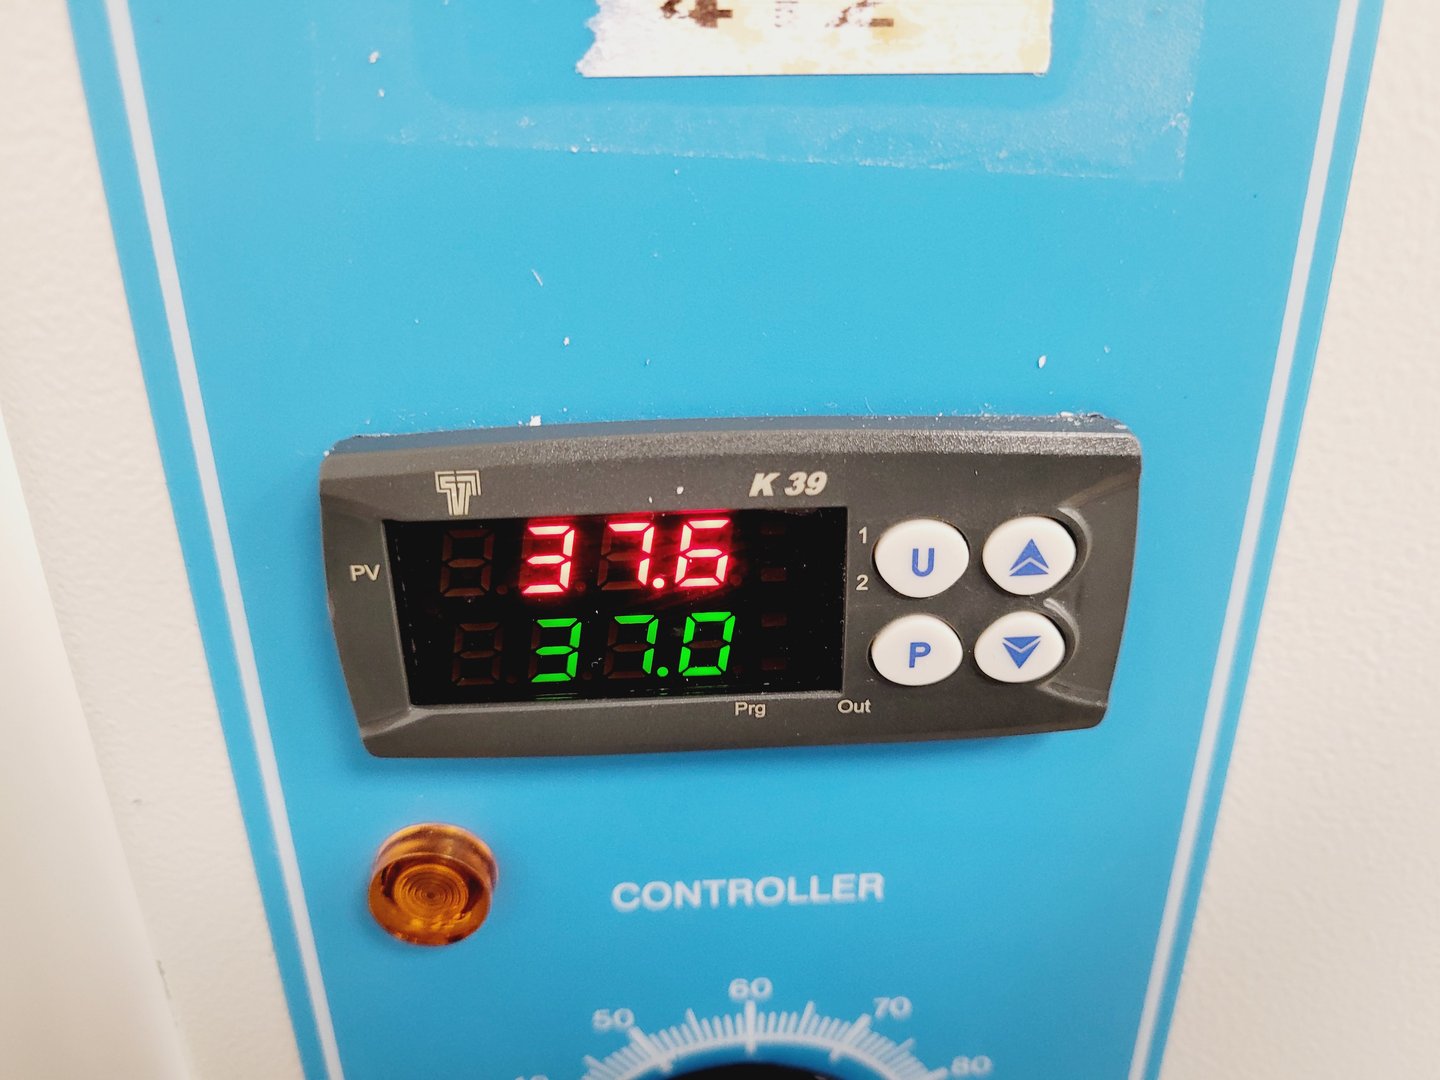 K 39
PV
37.6
1
2
U
37.0
P
Prg
Out
CONTROLLER
50
60
70
80